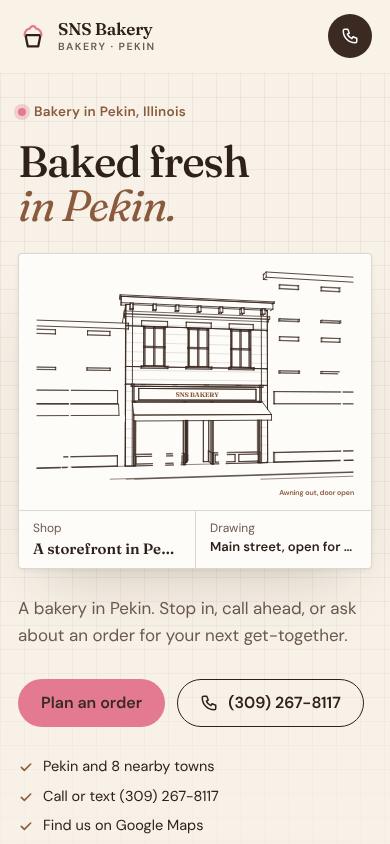 SNS Bakery
BAKERY · PEKIN
Bakery in Pekin, Illinois
Baked fresh
in Pekin.
SNS BAKERY
Awning out, door open
Shop
A storefront in Pe...
Drawing
Main street, open for ...
A bakery in Pekin. Stop in, call ahead, or ask
about an order for your next get-together.
Plan an order
(309) 267-8117
Pekin and 8 nearby towns
Call or text (309) 267-8117
Find us on Google Maps